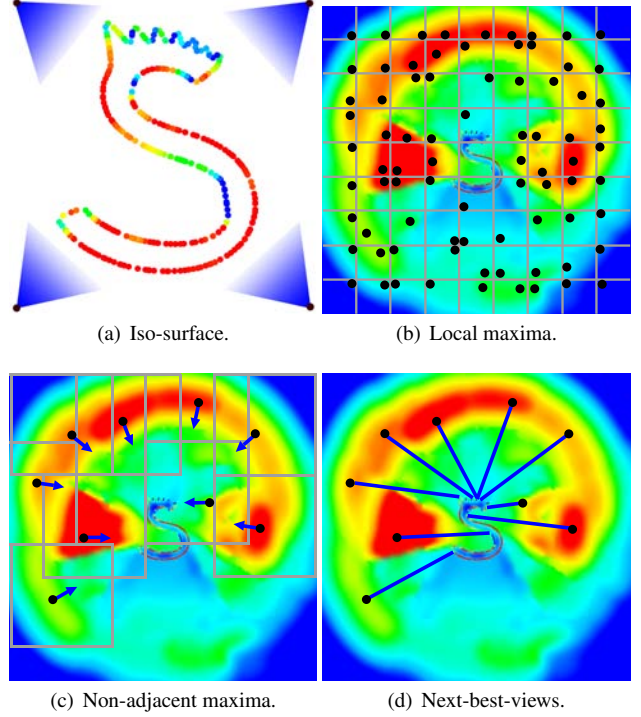 (a) Iso-surface.
(b) Local maxima.
(c) Non-adjacent maxima.
(d) Next-best-views.